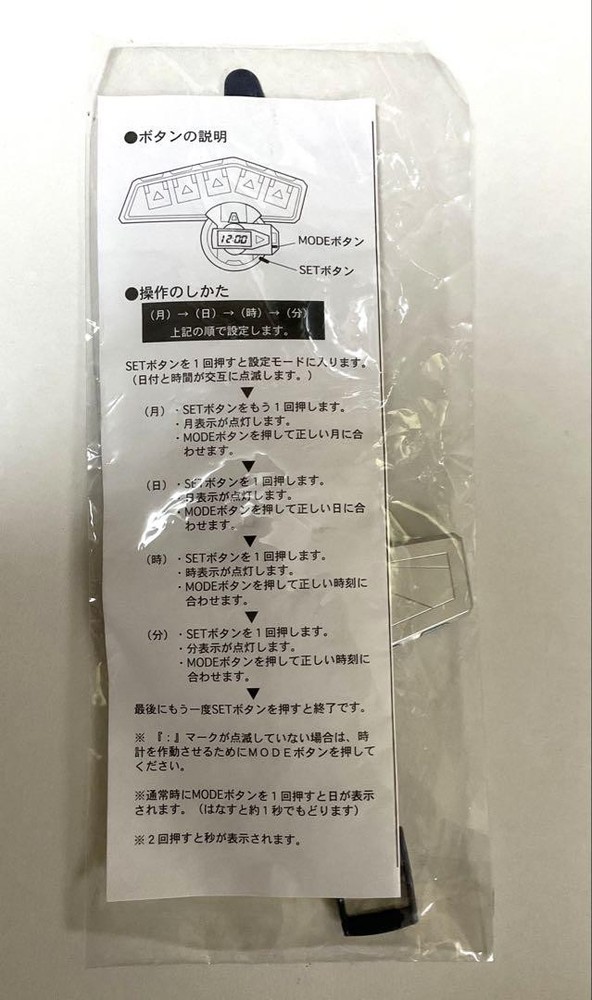 ●ボタンの説明
12:00
MODEボタン
SETボタン
●操作のしかた
（月）→（日）→（時）→（分）
上記の順で設定します。
SETボタンを１回押すと設定モードに入ります。
（日付と時間が交互に点滅します。）
▼
（月）・SETボタンをもう１回押します。
・月表示が点灯します。
・MODEボタンを押して正しい月に合
わせます。
▼
（日）・SETボタンを１回押します。
・日表示が点灯します。
・MODEボタンを押して正しい日に合
わせます。
▼
（時）・SETボタンを１回押します。
・時表示が点灯します。
・MODEボタンを押して正しい時刻に
合わせます。
▼
（分）・SETボタンを１回押します。
・分表示が点灯します。
・MODEボタンを押して正しい時刻に
合わせます。
▼
最後にもう一度SETボタンを押すと終了です。
※『：』マークが点滅していない場合は、時
計を作動させるためにＭＯＤＥボタンを押して
ください。
※通常時にMODEボタンを１回押すと日が表示
されます。（はなすと約１秒でもどります）
※２回押すと秒が表示されます。